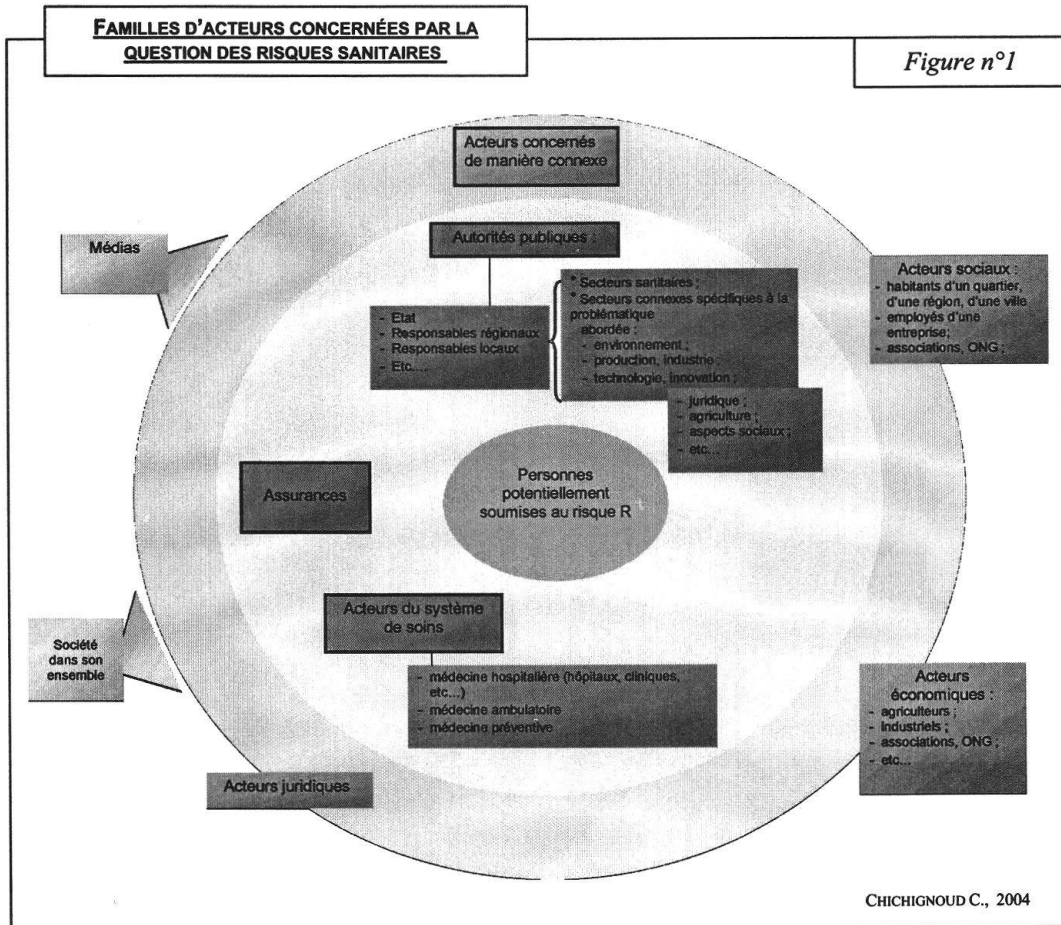 FAMILLES D'ACTEURS CONCERNÉES PAR LA
QUESTION DES RISQUES SANITAIRES
Figure n°1
Acteurs concernés
de manière connexe
Médias
Autorités publiques :
- Etat
- Responsables régionaux
- Responsables locaux
- Etc....
* Secteurs sanitaires ;
* Secteurs connexes spécifiques à la
problématique
abordée :
- environnement ;
- production, industrie
- technologie, innovation ;
- juridique ;
- agriculture ;
- aspects sociaux ;
- etc...
Acteurs sociaux :
- habitants d'un quartier,
d'une région, d'une ville
- employés d'une
entreprise;
- associations, ONG ;
Assurances
Personnes
potentiellement
soumises au risque R
Acteurs du système
de soins
- médecine hospitalière (hôpitaux, cliniques,
etc...)
- médecine ambulatoire
- médecine préventive
Société
dans son
ensemble
Acteurs juridiques
Acteurs
économiques :
- agriculteurs ;
- industriels ;
- associations, ONG ;
- etc...
CHICHIGNOUD C., 2004